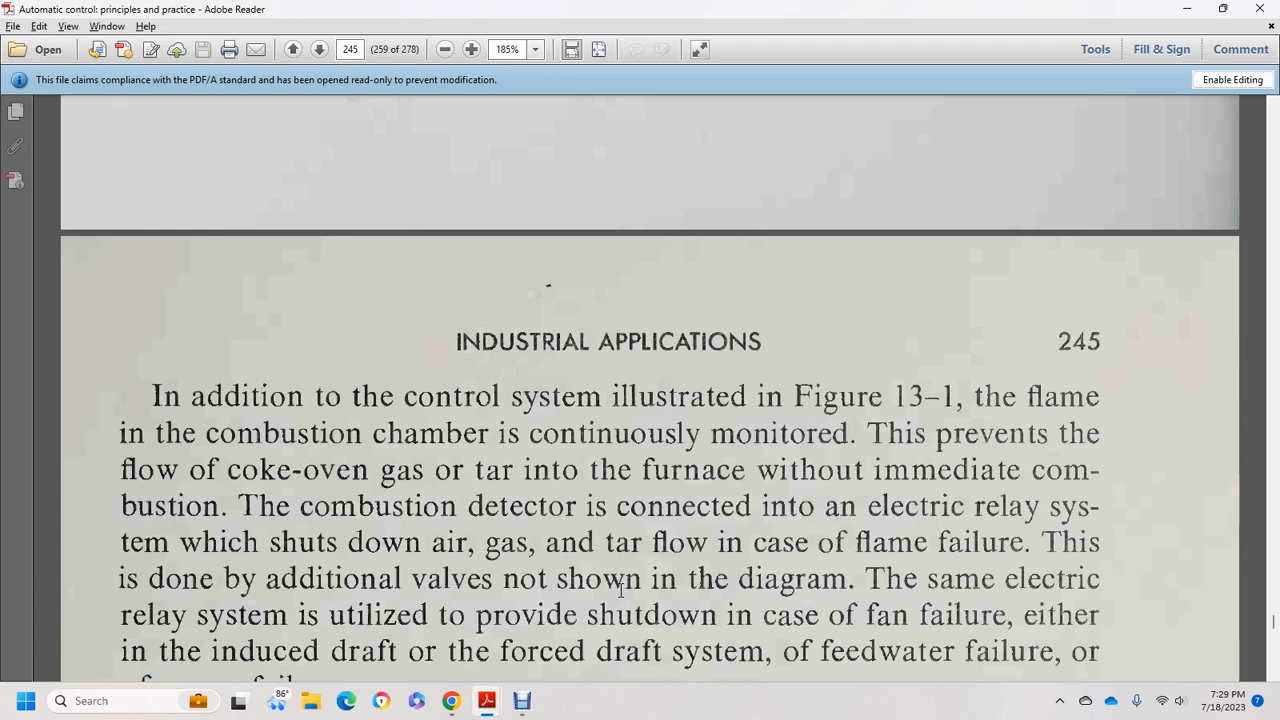 Automatic control: principles and practice - Adobe Reader
File Edit View Window Help
Open 245 (259 of 278) 185% Tools Fill & Sign Comment
This file claims compliance with the PDF/A standard and has been opened read-only to prevent modification. Enable Editing
INDUSTRIAL APPLICATIONS 245
In addition to the control system illustrated in Figure 13–1, the flame
in the combustion chamber is continuously monitored. This prevents the
flow of coke-oven gas or tar into the furnace without immediate com-
bustion. The combustion detector is connected into an electric relay sys-
tem which shuts down air, gas, and tar flow in case of flame failure. This
is done by additional valves not shown in the diagram. The same electric
relay system is utilized to provide shutdown in case of fan failure, either
in the induced draft or the forced draft system, of feedwater failure, or
Search 86° 7:29 PM
7/18/2023 7